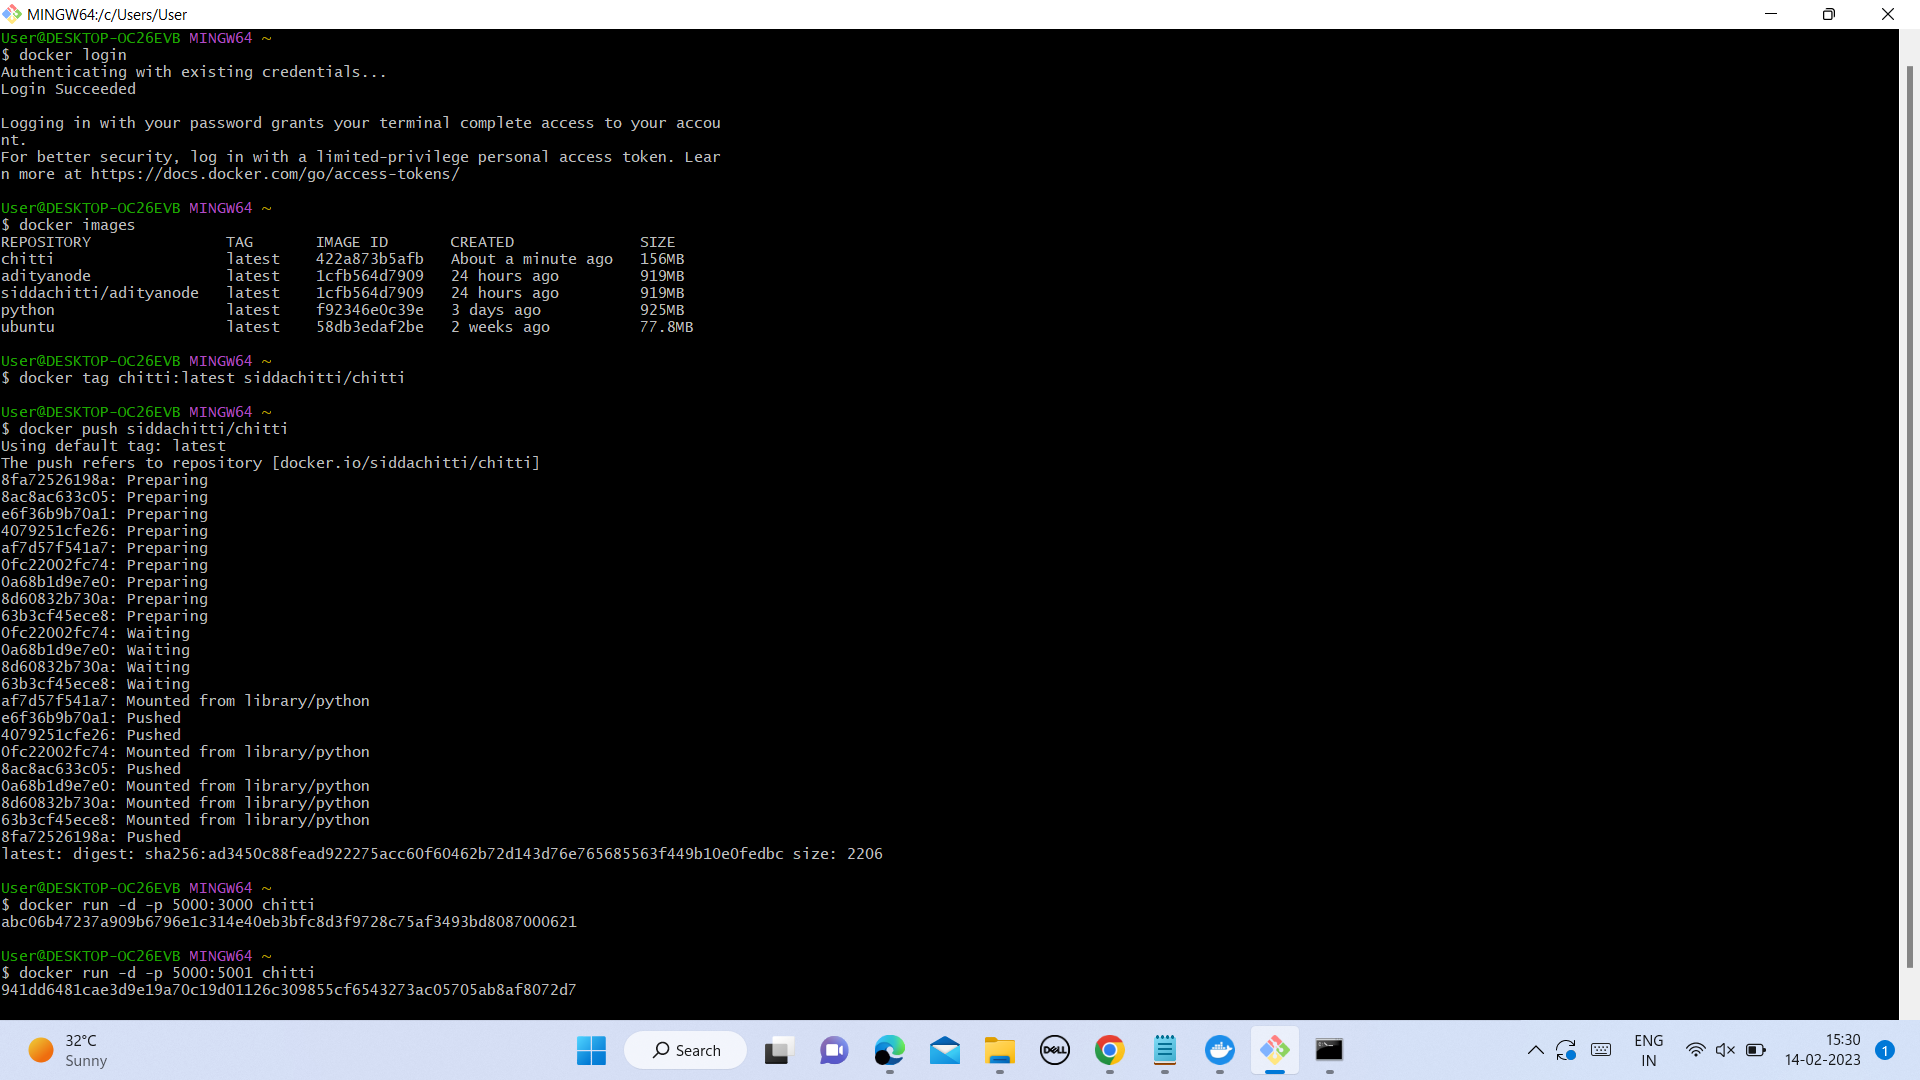 MINGW64:/c/Users/User
User@DESKTOP-OC26EVB MINGW64 ~
$ docker login
Authenticating with existing credentials...
Login Succeeded
Logging in with your password grants your terminal complete access to your accou
nt.
For better security, log in with a limited-privilege personal access token. Lear
n more at https://docs.docker.com/go/access-tokens/
User@DESKTOP-OC26EVB MINGW64 ~
$ docker images
REPOSITORY TAG IMAGE ID CREATED SIZE
chitti latest 422a873b5afb About a minute ago 156MB
adityanode latest 1cfb564d7909 24 hours ago 919MB
siddachitti/adityanode latest 1cfb564d7909 24 hours ago 919MB
python latest f92346e0c39e 3 days ago 925MB
ubuntu latest 58db3edaf2be 2 weeks ago 77.8MB
User@DESKTOP-OC26EVB MINGW64 ~
$ docker tag chitti:latest siddachitti/chitti
User@DESKTOP-OC26EVB MINGW64 ~
$ docker push siddachitti/chitti
Using default tag: latest
The push refers to repository [docker.io/siddachitti/chitti]
8fa72526198a: Preparing
8ac8ac633c05: Preparing
e6f36b9b70a1: Preparing
4079251cfe26: Preparing
af7d57f541a7: Preparing
0fc22002fc74: Preparing
0a68b1d9e7e0: Preparing
8d60832b730a: Preparing
63b3cf45ece8: Preparing
0fc22002fc74: Waiting
0a68b1d9e7e0: Waiting
8d60832b730a: Waiting
63b3cf45ece8: Waiting
af7d57f541a7: Mounted from library/python
e6f36b9b70a1: Pushed
4079251cfe26: Pushed
0fc22002fc74: Mounted from library/python
8ac8ac633c05: Pushed
0a68b1d9e7e0: Mounted from library/python
8d60832b730a: Mounted from library/python
63b3cf45ece8: Mounted from library/python
8fa72526198a: Pushed
latest: digest: sha256:ad3450c88fead922275acc60f60462b72d143d76e765685563f449b10e0fedbc size: 2206
User@DESKTOP-OC26EVB MINGW64 ~
$ docker run -d -p 5000:3000 chitti
abc06b47237a909b6796e1c314e40eb3bfc8d3f9728c75af3493bd8087000621
User@DESKTOP-OC26EVB MINGW64 ~
$ docker run -d -p 5000:5001 chitti
941dd6481cae3d9e19a70c19d01126c309855cf6543273ac05705ab8af8072d7
32°C
Sunny
Search
DELL
ENG
IN
15:30
14-02-2023
1